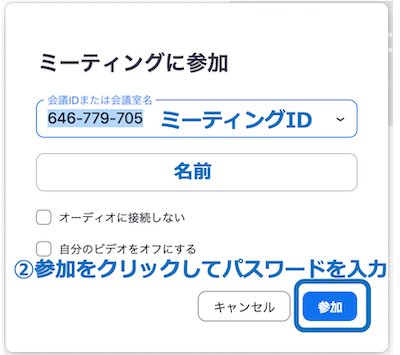 ミーティングに参加
会議IDまたは会議室名
646-779-705 ミーティングID
名前
オーディオに接続しない
自分のビデオをオフにする
②参加をクリックしてパスワードを入力
キャンセル 参加